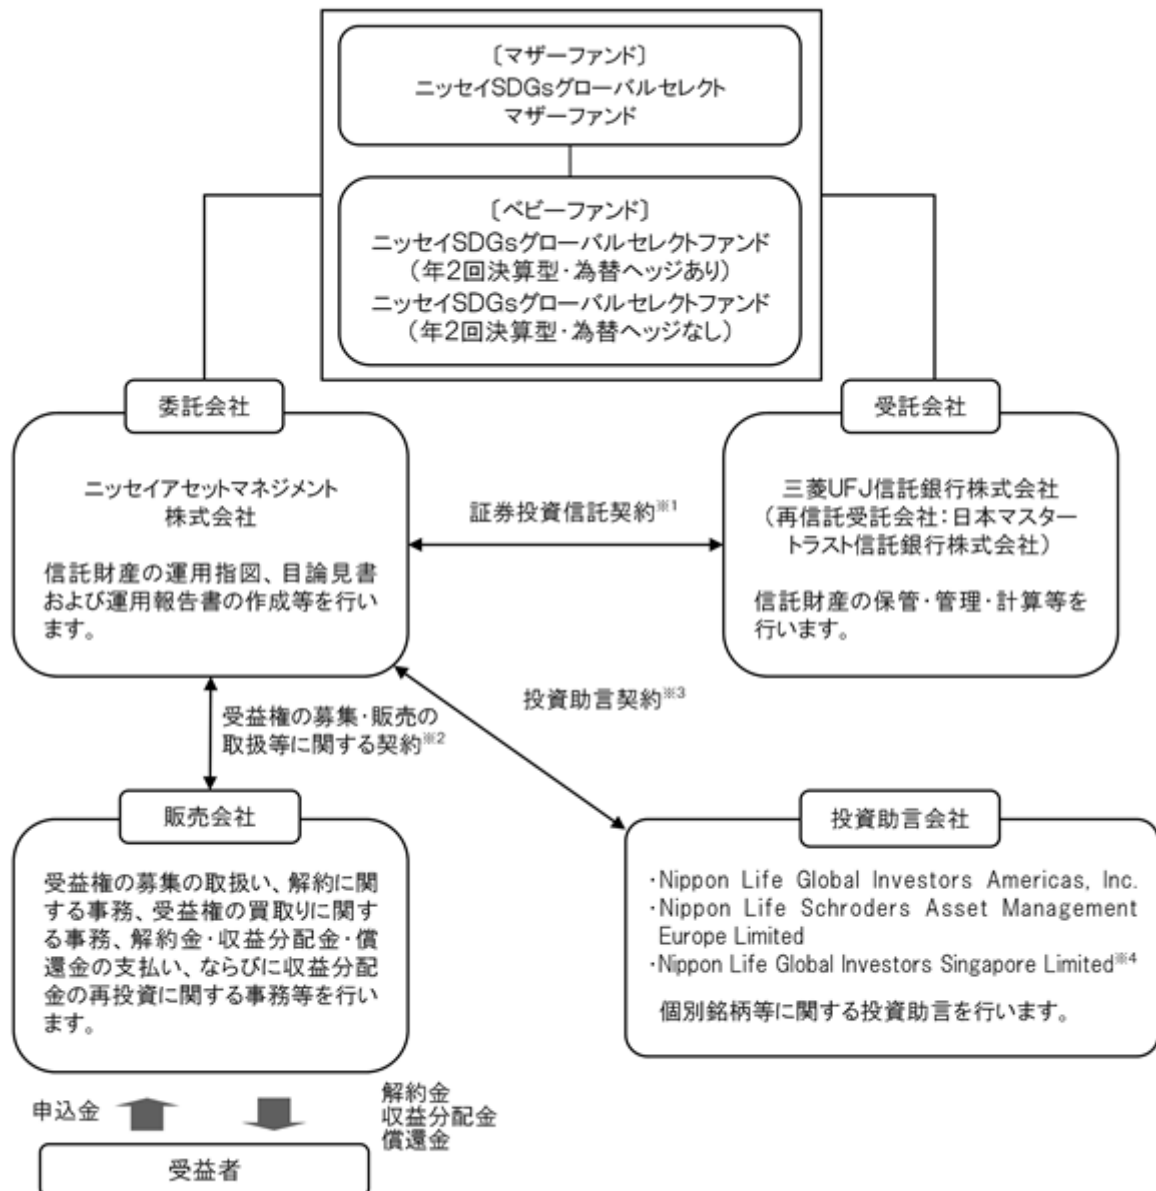 〔マザーファンド〕
ニッセイSDGsグローバルセレクト
マザーファンド
〔ベビーファンド〕
ニッセイSDGsグローバルセレクトファンド
（年2回決算型・為替ヘッジあり）
ニッセイSDGsグローバルセレクトファンド
（年2回決算型・為替ヘッジなし）
委託会社
ニッセイアセットマネジメント
株式会社
信託財産の運用指図、目論見書
および運用報告書の作成等を行い
ます。
証券投資信託契約※1
受託会社
三菱UFJ信託銀行株式会社
（再信託受託会社：日本マスター
トラスト信託銀行株式会社）
信託財産の保管・管理・計算等を
行います。
受益権の募集・販売の
取扱等に関する契約※2
投資助言契約※3
販売会社
受益権の募集の取扱い、解約に関
する事務、受益権の買取りに関す
る事務、解約金・収益分配金・償
還金の支払い、ならびに収益分配
金の再投資に関する事務等を行い
ます。
投資助言会社
・Nippon Life Global Investors Americas, Inc.
・Nippon Life Schroders Asset Management
Europe Limited
・Nippon Life Global Investors Singapore Limited※4
個別銘柄等に関する投資助言を行います。
申込金
解約金
収益分配金
償還金
受益者